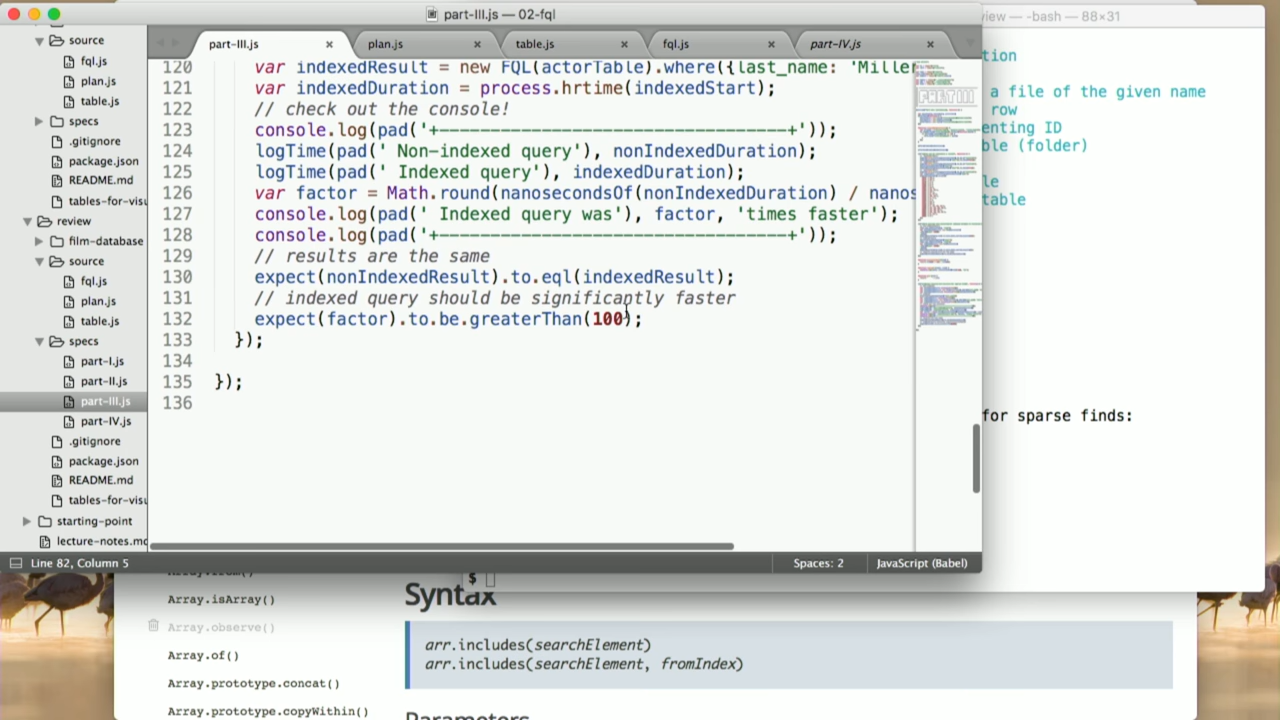 part-III.js — 02-fql
view — -bash — 88×31
source
fql.js
plan.js
table.js
specs
.gitignore
package.json
README.md
tables-for-visu
review
film-database
source
fql.js
plan.js
table.js
specs
part-I.js
part-II.js
part-III.js
part-IV.js
.gitignore
package.json
README.md
tables-for-visu
starting-point
lecture-notes.md
part-III.js × plan.js × table.js × fql.js × part-IV.js ×
120 var indexedResult = new FQL(actorTable).where({last_name: 'Miller
121 var indexedDuration = process.hrtime(indexedStart);
122 // check out the console!
123 console.log(pad('+----------------------------------+'));
124 logTime(pad(' Non-indexed query'), nonIndexedDuration);
125 logTime(pad(' Indexed query'), indexedDuration);
126 var factor = Math.round(nanosecondsOf(nonIndexedDuration) / nanos
127 console.log(pad(' Indexed query was'), factor, 'times faster');
128 console.log(pad('+----------------------------------+'));
129 // results are the same
130 expect(nonIndexedResult).to.eql(indexedResult);
131 // indexed query should be significantly faster
132 expect(factor).to.be.greaterThan(100);
133 });
134
135 });
136
PART III
tion
a file of the given name
row
enting ID
ble (folder)
le
table
for sparse finds:
Line 82, Column 5
Spaces: 2
JavaScript (Babel)
$
Array.from()
Array.isArray()
Array.observe()
Array.of()
Array.prototype.concat()
Array.prototype.copyWithin()
Syntax
arr.includes(searchElement)
arr.includes(searchElement, fromIndex)
Parameters